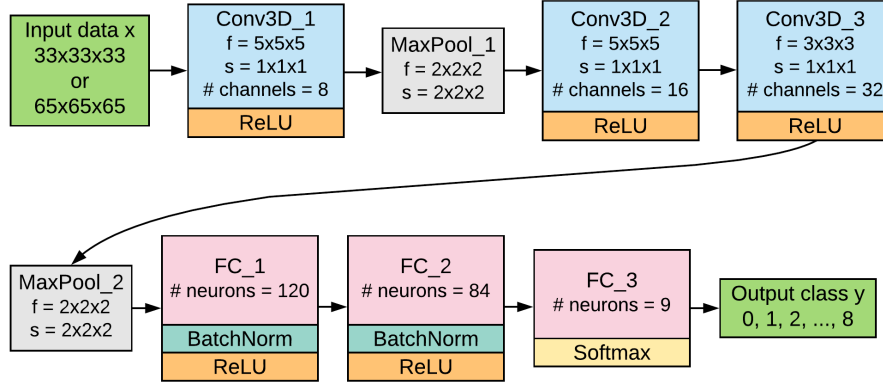 Input data x
33x33x33
or
65x65x65
Conv3D_1
f = 5x5x5
s = 1x1x1
# channels = 8
ReLU
MaxPool_1
f = 2x2x2
s = 2x2x2
Conv3D_2
f = 5x5x5
s = 1x1x1
# channels = 16
ReLU
Conv3D_3
f = 3x3x3
s = 1x1x1
# channels = 32
ReLU
MaxPool_2
f = 2x2x2
s = 2x2x2
FC_1
# neurons = 120
BatchNorm
ReLU
FC_2
# neurons = 84
BatchNorm
ReLU
FC_3
# neurons = 9
Softmax
Output class y
0, 1, 2, ..., 8